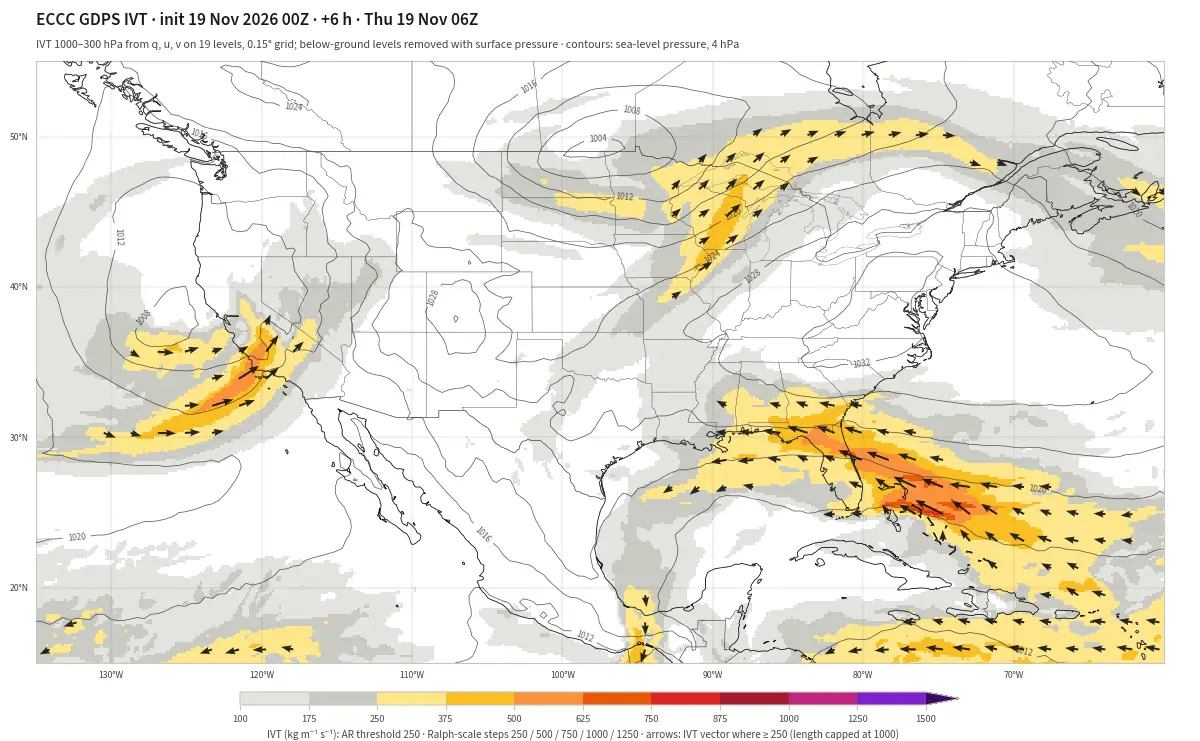 ECCC GDPS IVT · init 19 Nov 2026 00Z · +6 h · Thu 19 Nov 06Z
IVT 1000–300 hPa from q, u, v on 19 levels, 0.15° grid; below-ground levels removed with surface pressure · contours: sea-level pressure, 4 hPa
1016
1024
1008
1016
1004
50°N
1012
1012
1024
1028
40°N
1028
1008
1032
30°N
1020
1016
1020
20°N
1012
1012
130°W 120°W 110°W 100°W 90°W 80°W 70°W
100 175 250 375 500 625 750 875 1000 1250 1500
IVT (kg m⁻¹ s⁻¹): AR threshold 250 · Ralph-scale steps 250 / 500 / 750 / 1000 / 1250 · arrows: IVT vector where ≥ 250 (length capped at 1000)